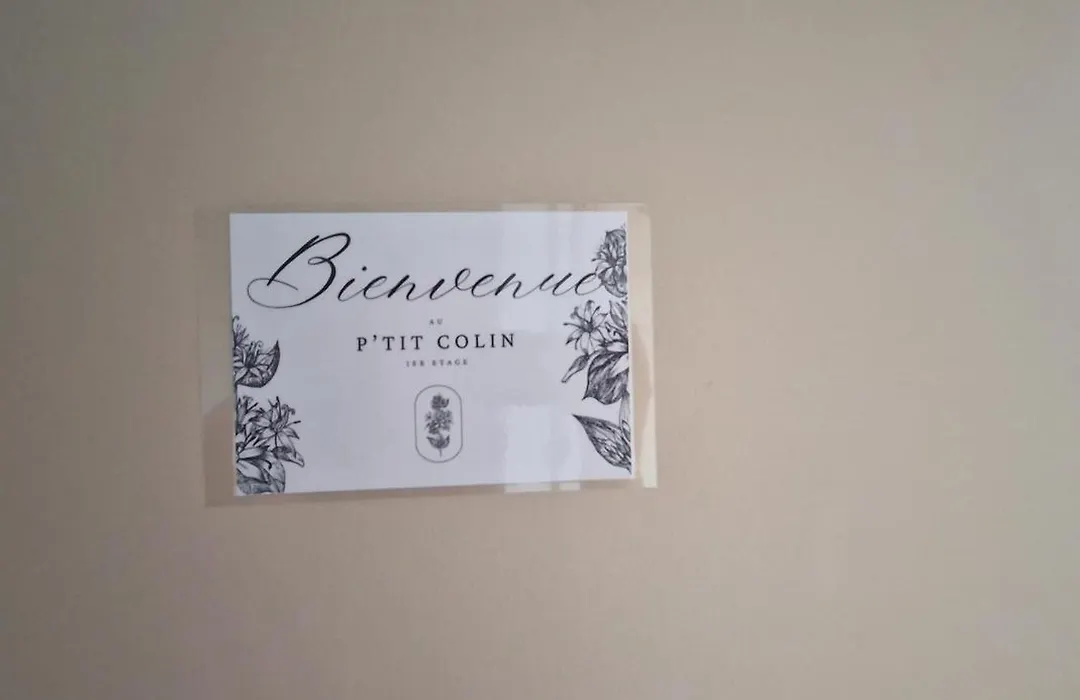 Bienvenue
AU
P'TIT COLIN
1ER ETAGE